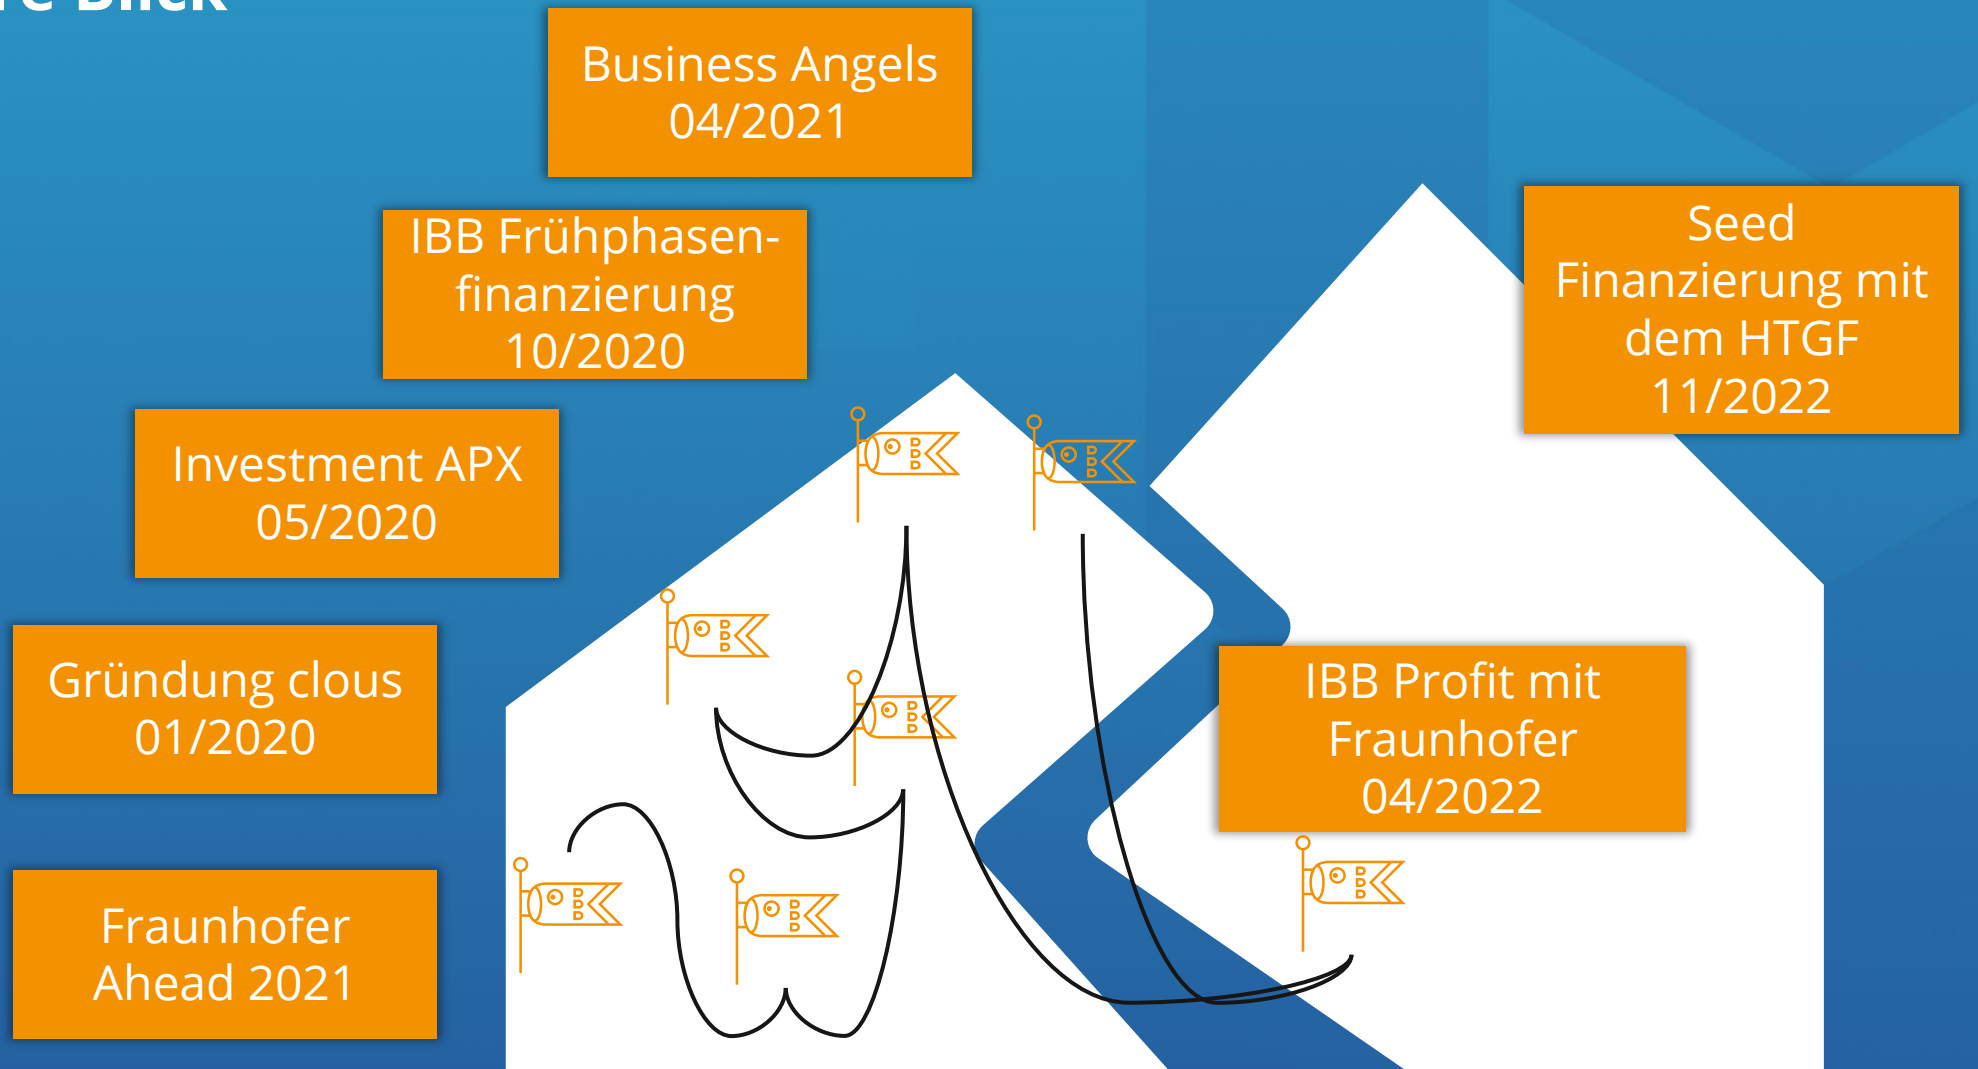 Blick
Business Angels
04/2021
IBB Frühphasen-
finanzierung
10/2020
Seed
Finanzierung mit
dem HTGF
11/2022
Investment APX
05/2020
Gründung clous
01/2020
IBB Profit mit
Fraunhofer
04/2022
Fraunhofer
Ahead 2021